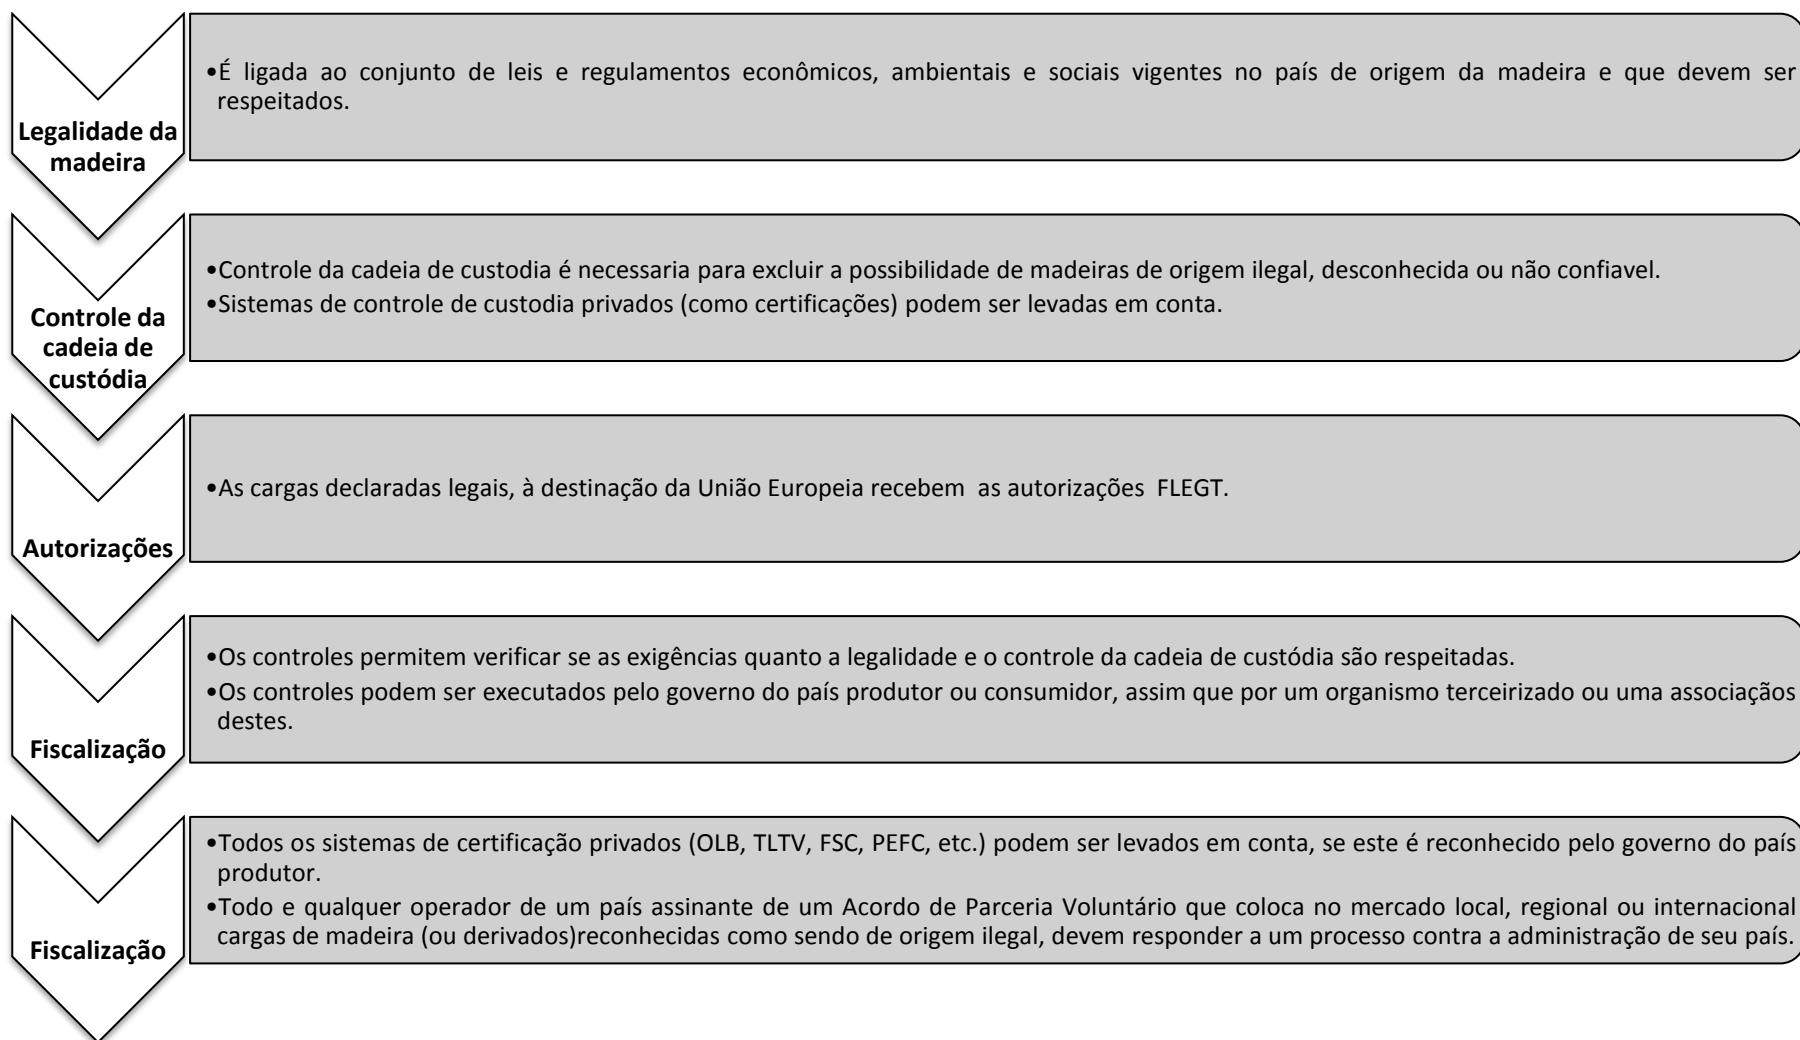 Legalidade da
madeira
•É ligada ao conjunto de leis e regulamentos econômicos, ambientais e sociais vigentes no país de origem da madeira e que devem ser
respeitados.
Controle da
cadeia de
custódia
•Controle da cadeia de custodia é necessaria para excluir a possibilidade de madeiras de origem ilegal, desconhecida ou não confiavel.
•Sistemas de controle de custodia privados (como certificações) podem ser levadas em conta.
Autorizações
•As cargas declaradas legais, à destinação da União Europeia recebem as autorizações FLEGT.
Fiscalização
•Os controles permitem verificar se as exigências quanto a legalidade e o controle da cadeia de custódia são respeitadas.
•Os controles podem ser executados pelo governo do país produtor ou consumidor, assim que por um organismo terceirizado ou uma associaçãos
destes.
Fiscalização
•Todos os sistemas de certificação privados (OLB, TLTV, FSC, PEFC, etc.) podem ser levados em conta, se este é reconhecido pelo governo do país
produtor.
•Todo e qualquer operador de um país assinante de um Acordo de Parceria Voluntário que coloca no mercado local, regional ou internacional
cargas de madeira (ou derivados)reconhecidas como sendo de origem ilegal, devem responder a um processo contra a administração de seu país.